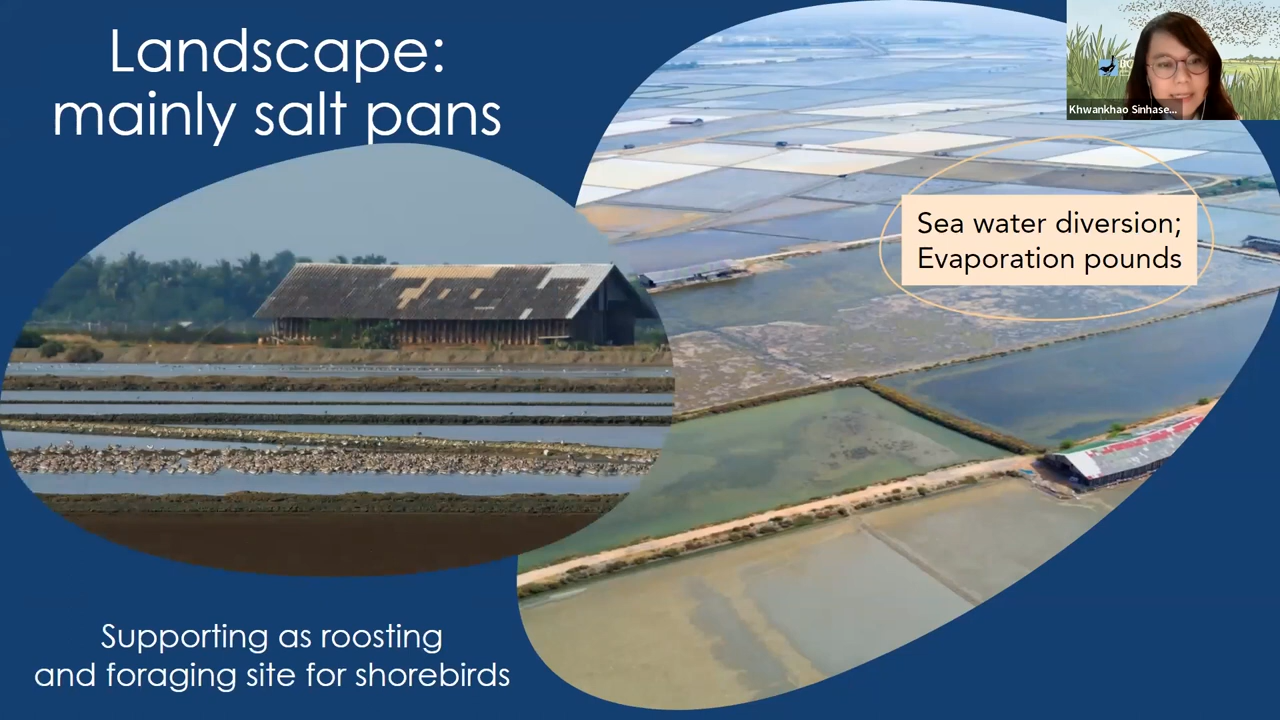 Landscape:
mainly salt pans
Khwankhao Sinhase...
Sea water diversion;
Evaporation pounds
Supporting as roosting
and foraging site for shorebirds